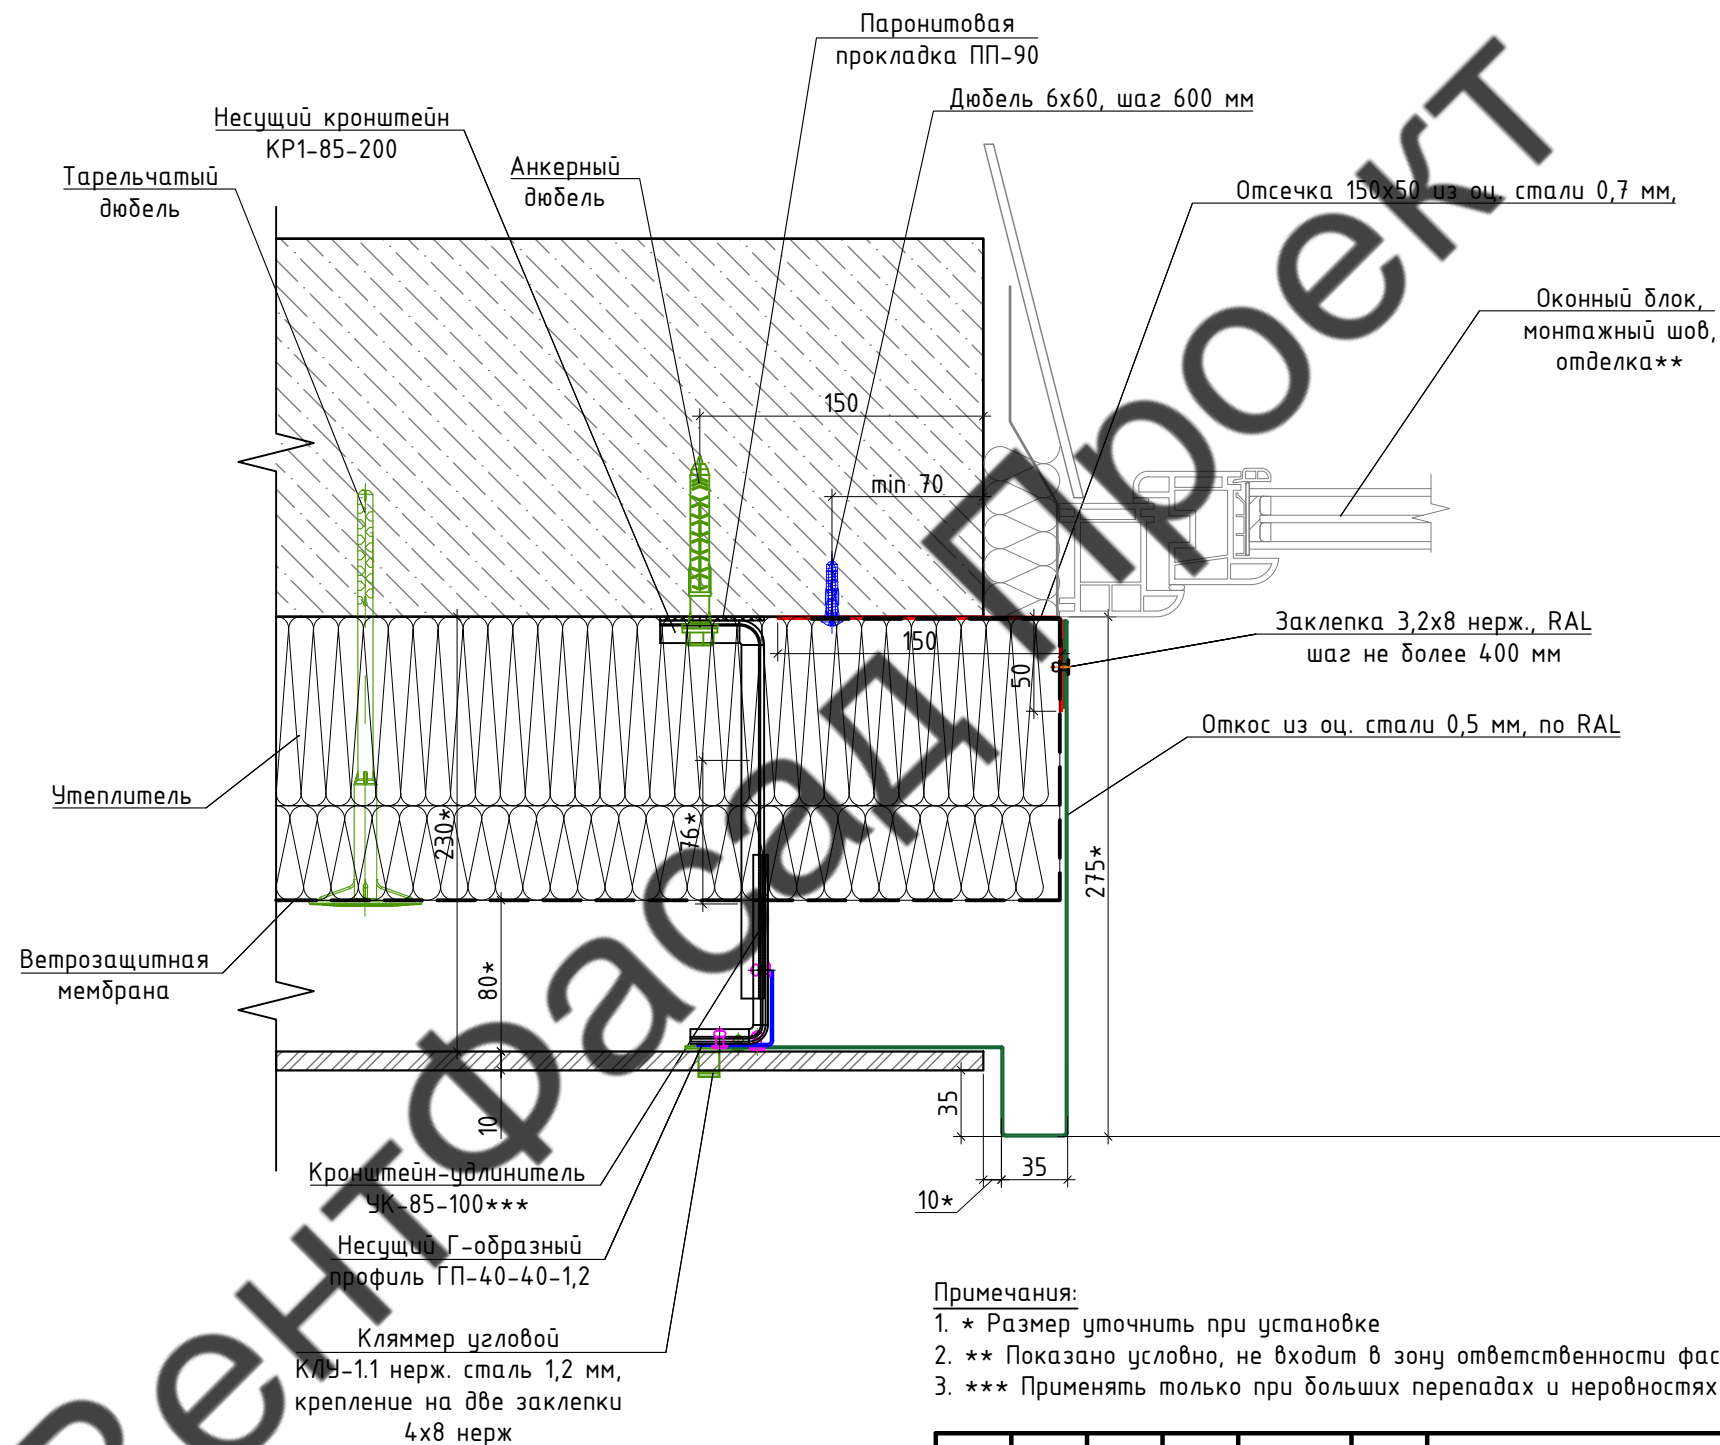 Паронитовая
прокладка ПП-90
Дюбель 6х60, шаг 600 мм
Несущий кронштейн
КР1-85-200
Анкерный
дюбель
Тарельчатый
дюбель
Отсечка 150х50 из оц. стали 0,7 мм,
Оконный блок,
монтажный шов,
отделка**
150
min 70
150
50
Заклепка 3,2х8 нерж., RAL
шаг не более 400 мм
Откос из оц. стали 0,5 мм, по RAL
Утеплитель
230*
76*
275*
Ветрозащитная
мембрана
80*
10
35
35
10*
Кронштейн-удлинитель
УК-85-100***
Несущий Г-образный
профиль ГП-40-40-1,2
Кляммер угловой
КЛУ-1.1 нерж. сталь 1,2 мм,
крепление на две заклепки
4х8 нерж
Примечания:
1. * Размер уточнить при установке
2. ** Показано условно, не входит в зону ответственности фас
3. *** Применять только при больших перепадах и неровностях
ВентФасад Проект